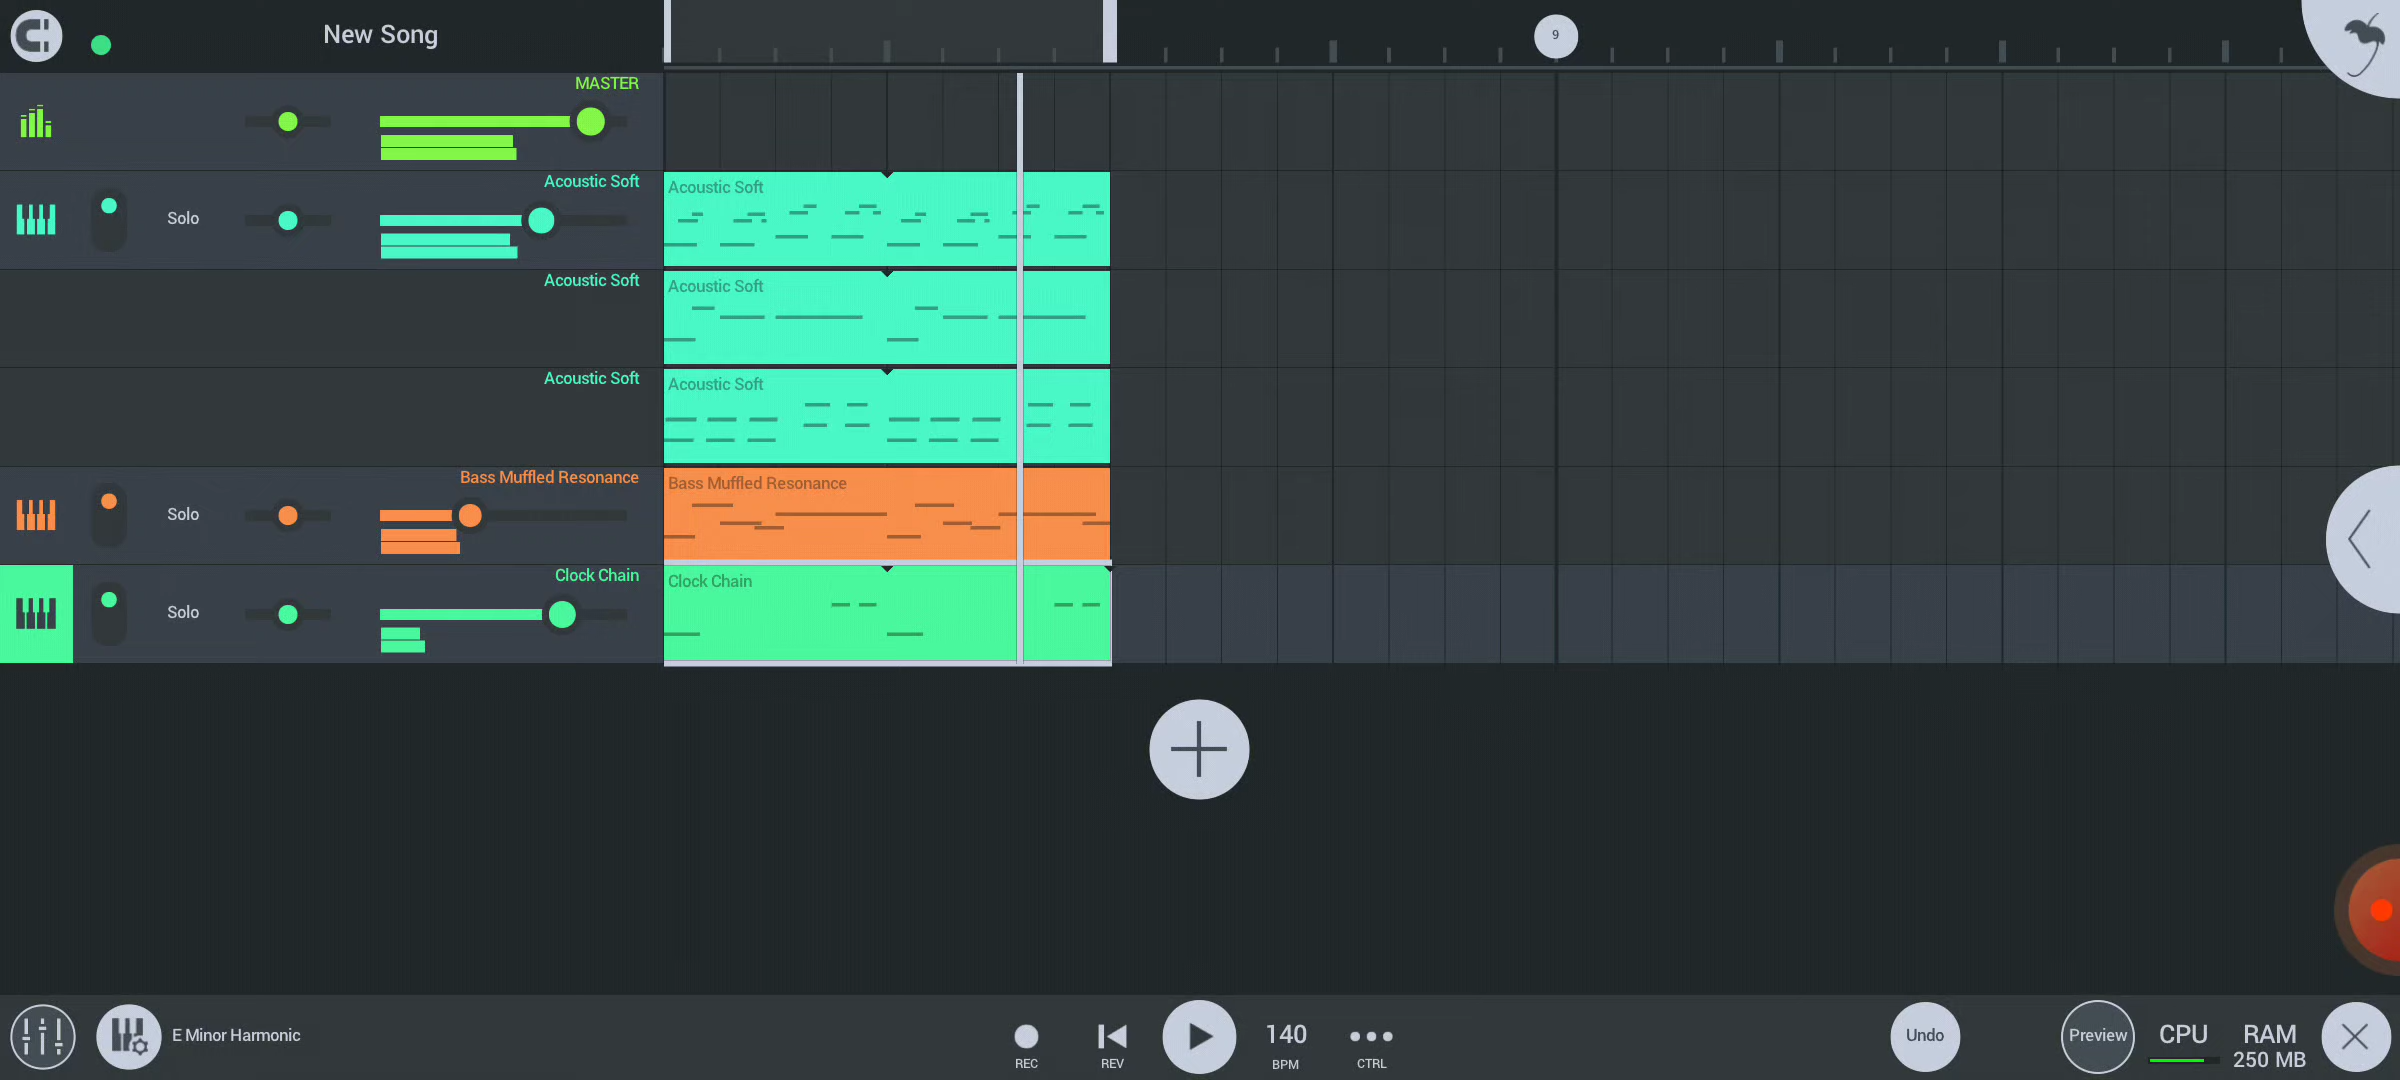 New Song
9
MASTER
Acoustic Soft
Solo
Acoustic Soft
Acoustic Soft
Acoustic Soft
Acoustic Soft
Acoustic Soft
Bass Muffled Resonance
Solo
Bass Muffled Resonance
Clock Chain
Solo
Clock Chain
E Minor Harmonic
REC
REV
140
BPM
CTRL
Undo
Preview
CPU
RAM
250 MB